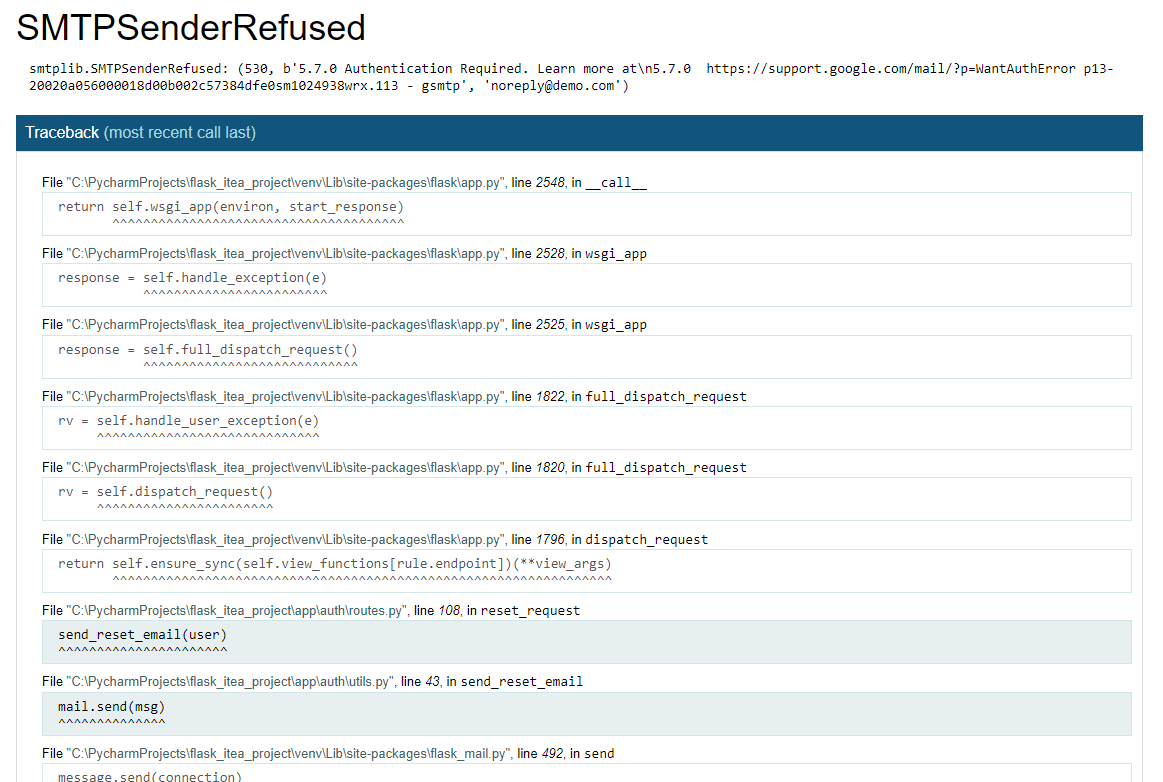 SMTPSenderRefused
smtplib.SMTPSenderRefused: (530, b'5.7.0 Authentication Required. Learn more at\n5.7.0  https://support.google.com/mail/?p=WantAuthError p13-
20020a056000018d00b002c57384dfe0sm1024938wrx.113 - gsmtp', 'noreply@demo.com')
Traceback (most recent call last)
File "C:\PycharmProjects\flask_itea_project\venv\Lib\site-packages\flask\app.py", line 2548, in __call__
return self.wsgi_app(environ, start_response)
^^^^^^^^^^^^^^^^^^^^^^^^^^^^^^^^^^^^^^
File "C:\PycharmProjects\flask_itea_project\venv\Lib\site-packages\flask\app.py", line 2528, in wsgi_app
response = self.handle_exception(e)
^^^^^^^^^^^^^^^^^^^^^^^^
File "C:\PycharmProjects\flask_itea_project\venv\Lib\site-packages\flask\app.py", line 2525, in wsgi_app
response = self.full_dispatch_request()
^^^^^^^^^^^^^^^^^^^^^^^^^^^^
File "C:\PycharmProjects\flask_itea_project\venv\Lib\site-packages\flask\app.py", line 1822, in full_dispatch_request
rv = self.handle_user_exception(e)
^^^^^^^^^^^^^^^^^^^^^^^^^^^^^
File "C:\PycharmProjects\flask_itea_project\venv\Lib\site-packages\flask\app.py", line 1820, in full_dispatch_request
rv = self.dispatch_request()
^^^^^^^^^^^^^^^^^^^^^^^
File "C:\PycharmProjects\flask_itea_project\venv\Lib\site-packages\flask\app.py", line 1796, in dispatch_request
return self.ensure_sync(self.view_functions[rule.endpoint])(**view_args)
^^^^^^^^^^^^^^^^^^^^^^^^^^^^^^^^^^^^^^^^^^^^^^^^^^^^^^^^^^^^^^^^^
File "C:\PycharmProjects\flask_itea_project\app\auth\routes.py", line 108, in reset_request
send_reset_email(user)
^^^^^^^^^^^^^^^^^^^^^^
File "C:\PycharmProjects\flask_itea_project\app\auth\utils.py", line 43, in send_reset_email
mail.send(msg)
^^^^^^^^^^^^^^
File "C:\PycharmProjects\flask_itea_project\venv\Lib\site-packages\flask_mail.py", line 492, in send
message.send(connection)